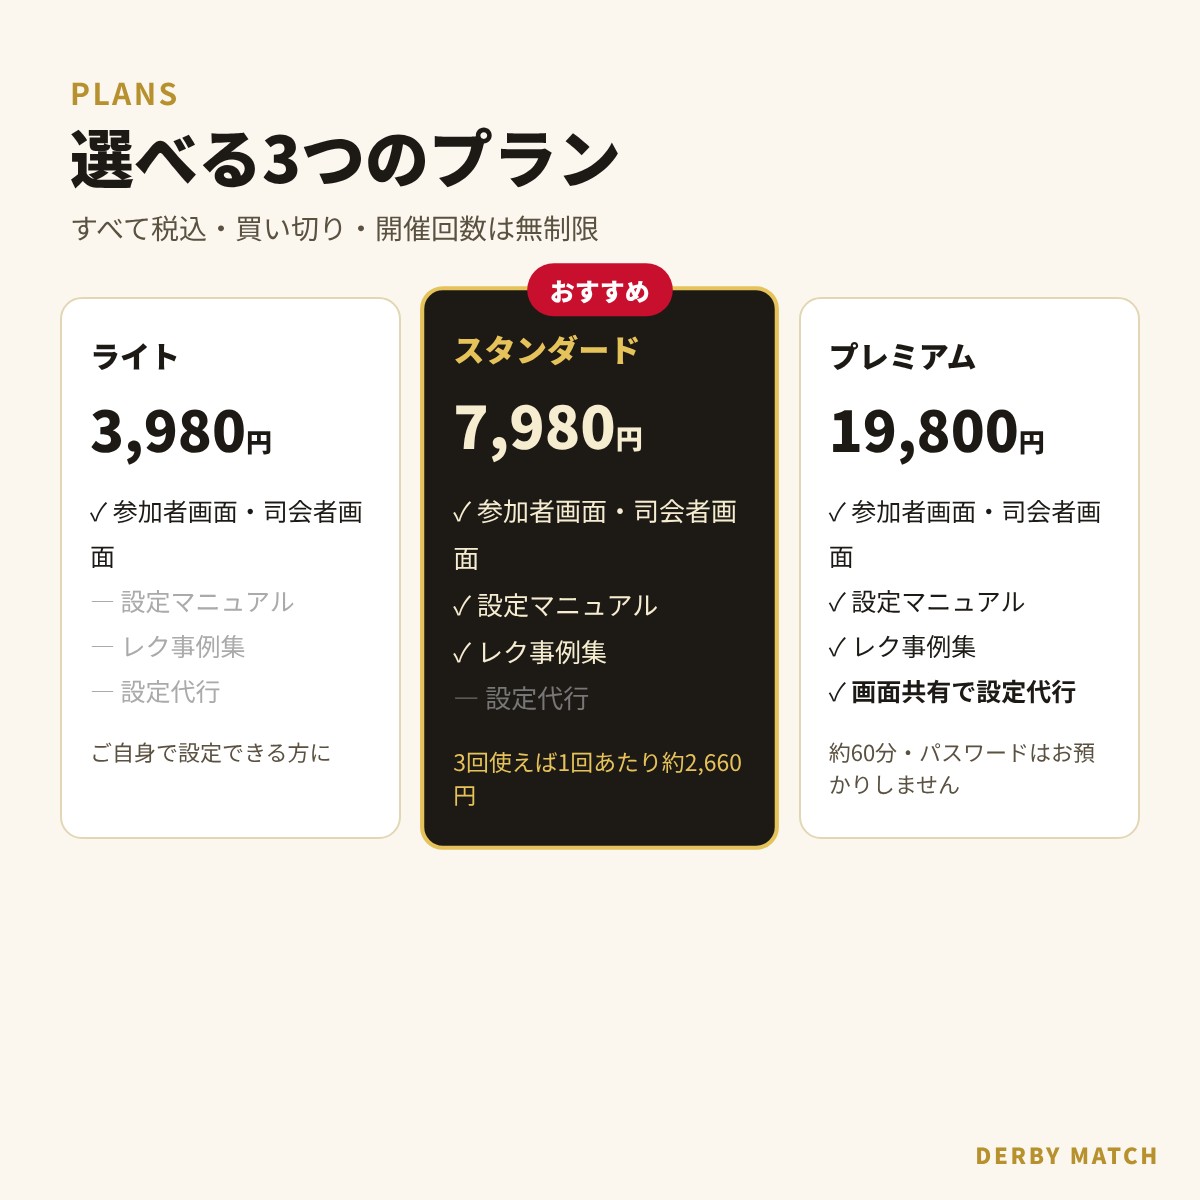 PLANS
選べる3つのプラン
すべて税込・買い切り・開催回数は無制限
ライト
3,980円
✓ 参加者画面・司会者画
面
— 設定マニュアル
— レク事例集
— 設定代行
ご自身で設定できる方に
おすすめ
スタンダード
7,980円
✓ 参加者画面・司会者画
面
✓ 設定マニュアル
✓ レク事例集
— 設定代行
3回使えば1回あたり約2,660
円
プレミアム
19,800円
✓ 参加者画面・司会者画
面
✓ 設定マニュアル
✓ レク事例集
✓ 画面共有で設定代行
約60分・パスワードはお預
かりしません
DERBY MATCH